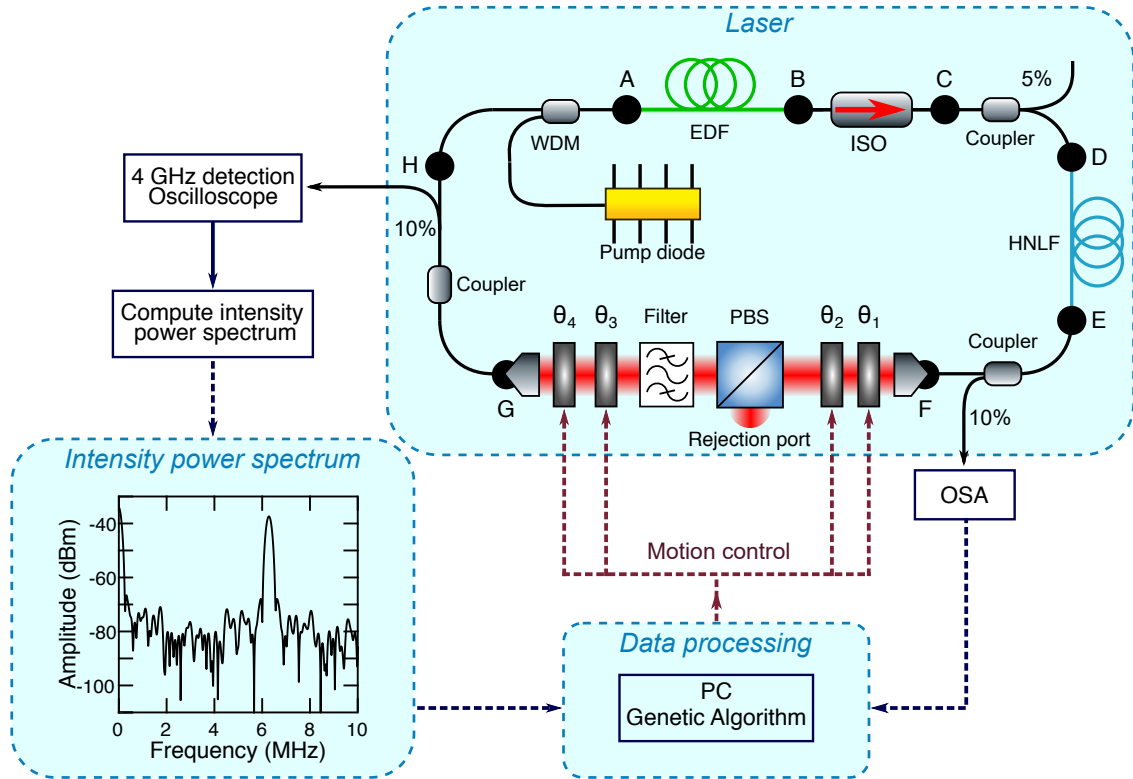 Laser
A
B
C
5%
EDF
WDM
ISO
Coupler
H
D
4 GHz detection
Oscilloscope
10%
Pump diode
HNLF
Coupler
Compute intensity
power spectrum
θ4
θ3
Filter
PBS
θ2
θ1
Coupler
E
G
F
Rejection port
10%
Intensity power spectrum
OSA
Amplitude (dBm)
-40
-60
-80
-100
0
2
4
6
8
10
Frequency (MHz)
Motion control
Data processing
PC
Genetic Algorithm